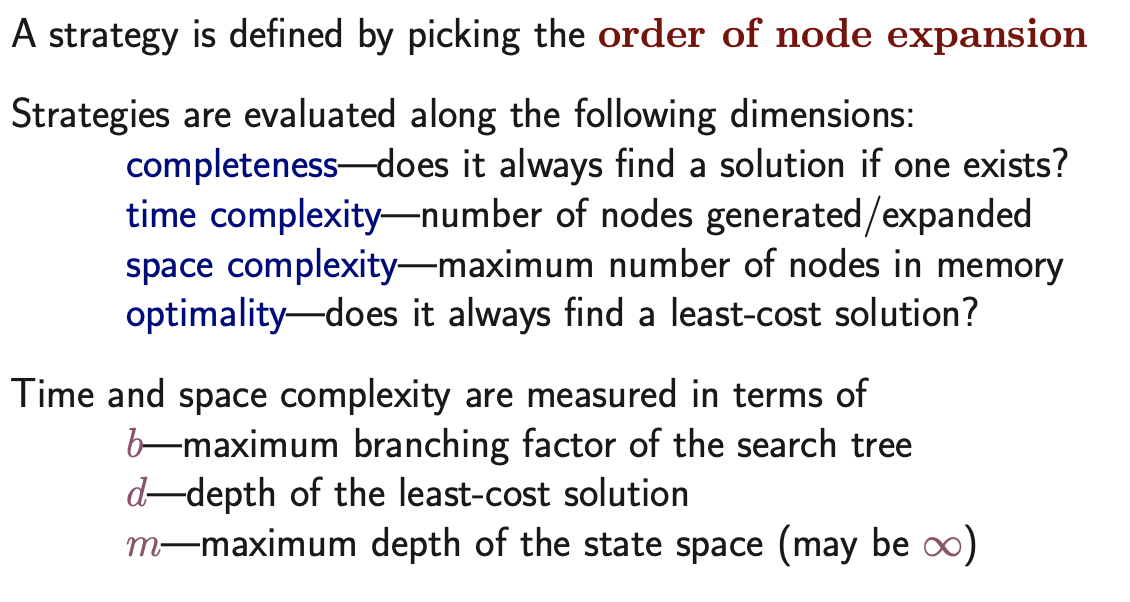 A strategy is defined by picking the order of node expansion
Strategies are evaluated along the following dimensions:
completeness—does it always find a solution if one exists?
time complexity—number of nodes generated/expanded
space complexity—maximum number of nodes in memory
optimality—does it always find a least-cost solution?
Time and space complexity are measured in terms of
b—maximum branching factor of the search tree
d—depth of the least-cost solution
m—maximum depth of the state space (may be ∞)